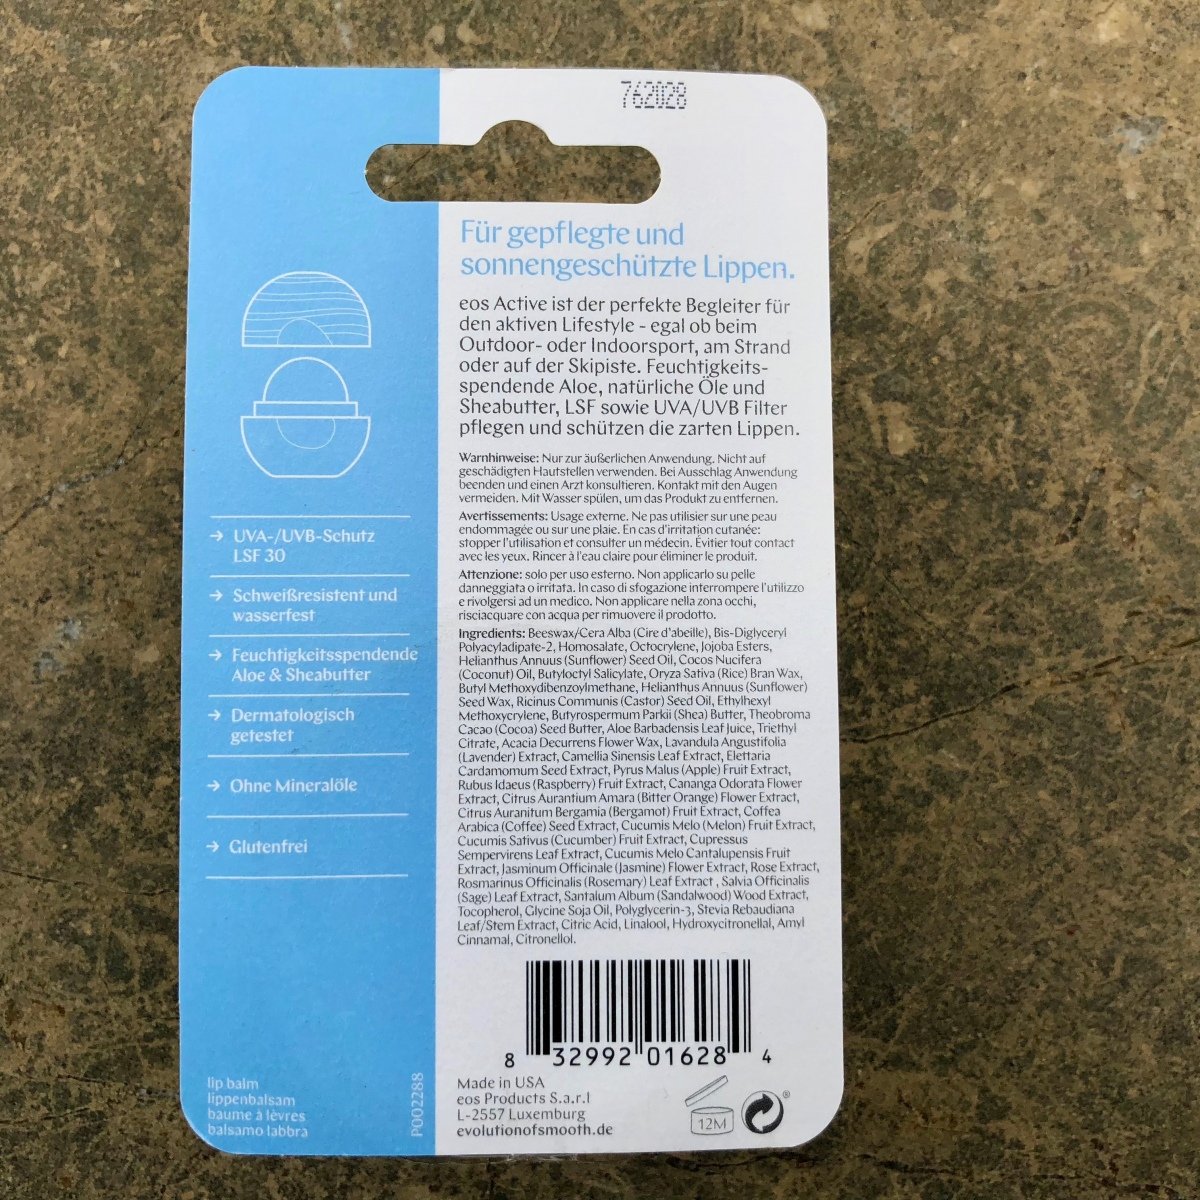 762028
Für gepflegte und
sonnengeschützte Lippen.
eos Active ist der perfekte Begleiter für
den aktiven Lifestyle - egal ob beim
Outdoor- oder Indoorsport, am Strand
oder auf der Skipiste. Feuchtigkeits-
spendende Aloe, natürliche Öle und
Sheabutter, LSF sowie UVA/UVB Filter
pflegen und schützen die zarten Lippen.
Warnhinweise: Nur zur äußerlichen Anwendung. Nicht auf
geschädigten Hautstellen verwenden. Bei Ausschlag Anwendung
beenden und einen Arzt konsultieren. Kontakt mit den Augen
vermeiden. Mit Wasser spülen, um das Produkt zu entfernen.
Avertissements: Usage externe. Ne pas utilisier sur une peau
endommagée ou sur une plaie. En cas d'irritation cutanée:
stopper l'utilisation et consulter un médecin. Évitier tout contact
avec les yeux. Rincer à l'eau claire pour éliminer le produit.
Attenzione: solo per uso esterno. Non applicarlo su pelle
danneggiata o irritata. In caso di sfogazione interrompere l'utilizzo
e rivolgersi ad un medico. Non applicare nella zona occhi,
risciacquare con acqua per rimuovere il prodotto.
Ingredients: Beeswax/Cera Alba (Cire d'abeille), Bis-Diglyceryl
Polyacyladipate-2, Homosalate, Octocrylene, Jojoba Esters,
Helianthus Annuus (Sunflower) Seed Oil, Cocos Nucifera
(Coconut) Oil, Butyloctyl Salicylate, Oryza Sativa (Rice) Bran Wax,
Butyl Methoxydibenzoylmethane, Helianthus Annuus (Sunflower)
Seed Wax, Ricinus Communis (Castor) Seed Oil, Ethylhexyl
Methoxycrylene, Butyrospermum Parkii (Shea) Butter, Theobroma
Cacao (Cocoa) Seed Butter, Aloe Barbadensis Leaf Juice, Triethyl
Citrate, Acacia Decurrens Flower Wax, Lavandula Angustifolia
(Lavender) Extract, Camellia Sinensis Leaf Extract, Elettaria
Cardamomum Seed Extract, Pyrus Malus (Apple) Fruit Extract,
Rubus Idaeus (Raspberry) Fruit Extract, Cananga Odorata Flower
Extract, Citrus Aurantium Amara (Bitter Orange) Flower Extract,
Citrus Auranitum Bergamia (Bergamot) Fruit Extract, Coffea
Arabica (Coffee) Seed Extract, Cucumis Melo (Melon) Fruit Extract,
Cucumis Sativus (Cucumber) Fruit Extract, Cupressus
Sempervirens Leaf Extract, Cucumis Melo Cantalupensis Fruit
Extract, Jasminum Officinale (Jasmine) Flower Extract, Rose Extract,
Rosmarinus Officinalis (Rosemary) Leaf Extract , Salvia Officinalis
(Sage) Leaf Extract, Santalum Album (Sandalwood) Wood Extract,
Tocopherol, Glycine Soja Oil, Polyglycerin-3, Stevia Rebaudiana
Leaf/Stem Extract, Citric Acid, Linalool, Hydroxycitronellal, Amyl
Cinnamal, Citronellol.
8 32992 01628 4
Made in USA
eos Products S.a.r.l
L-2557 Luxemburg
evolutionofsmooth.de
12M
®
→ UVA-/UVB-Schutz
LSF 30
→ Schweißresistent und
wasserfest
→ Feuchtigkeitsspendende
Aloe & Sheabutter
→ Dermatologisch
getestet
→ Ohne Mineralöle
→ Glutenfrei
lip balm
lippenbalsam
baume à lèvres
balsamo labbra
P002288